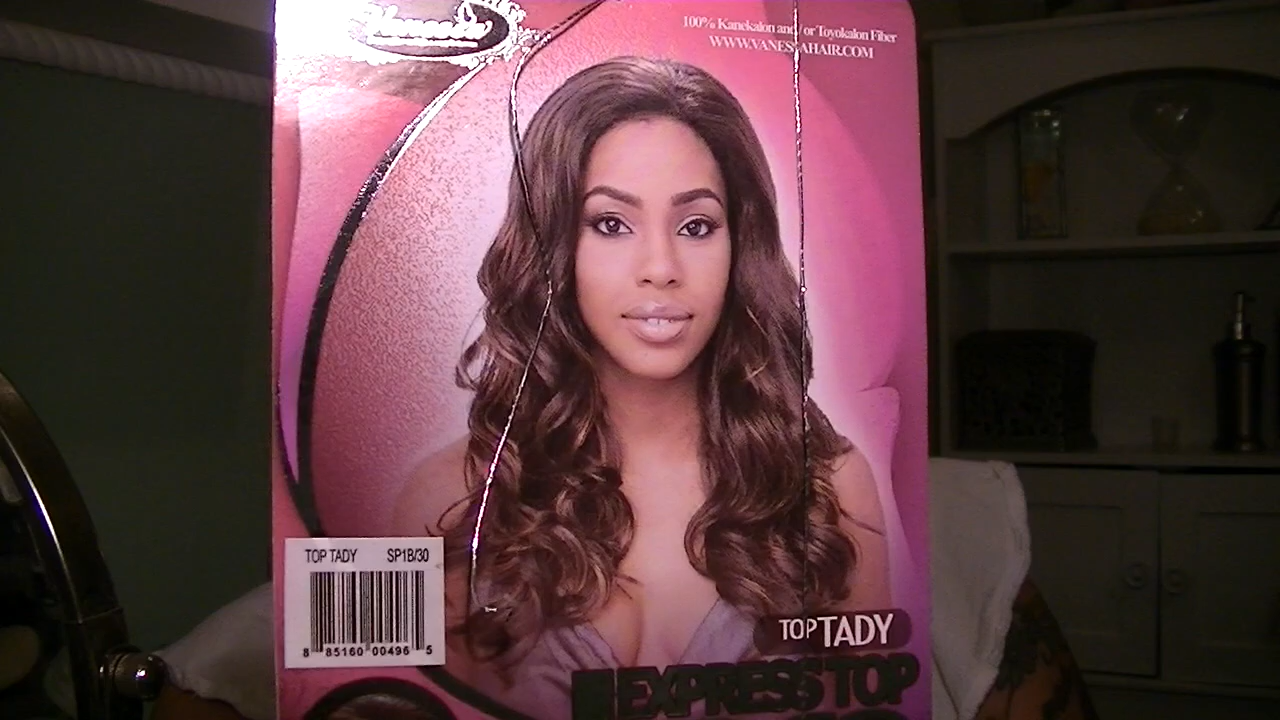 Vanessa
100% Kanekalon and/or Toyokalon Fiber
WWW.VANESSAHAIR.COM
TOP TADY SP1B/30
8 85160 00496 5
TOP TADY
EXPRESS TOP